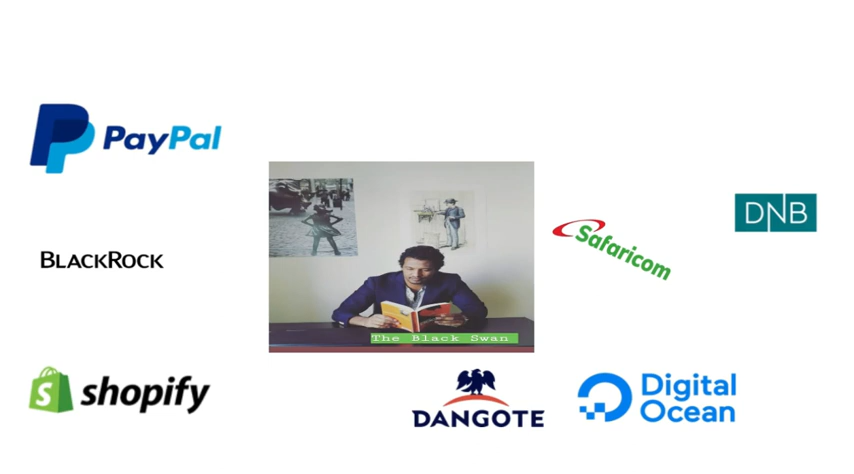 PayPal
DNB
Safaricom
BLACKROCK
The Black Swan
shopify
DANGOTE
Digital
Ocean